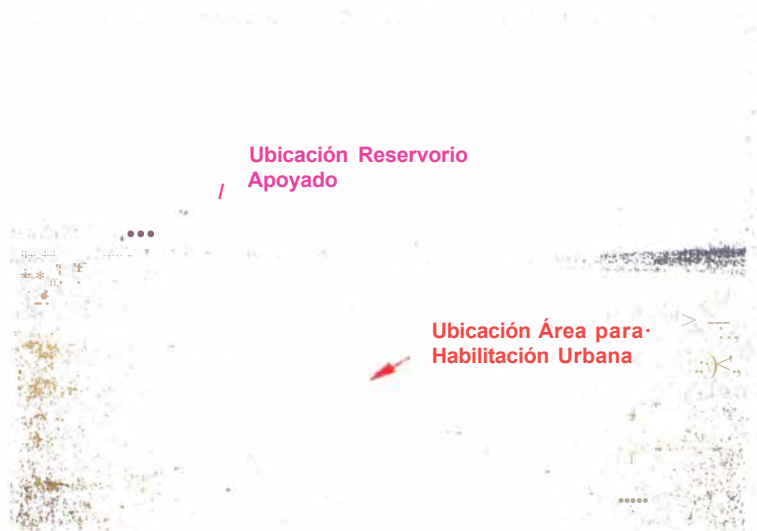 Ubicación Reservorio
Apoyado
Ubicación Área para
Habilitación Urbana